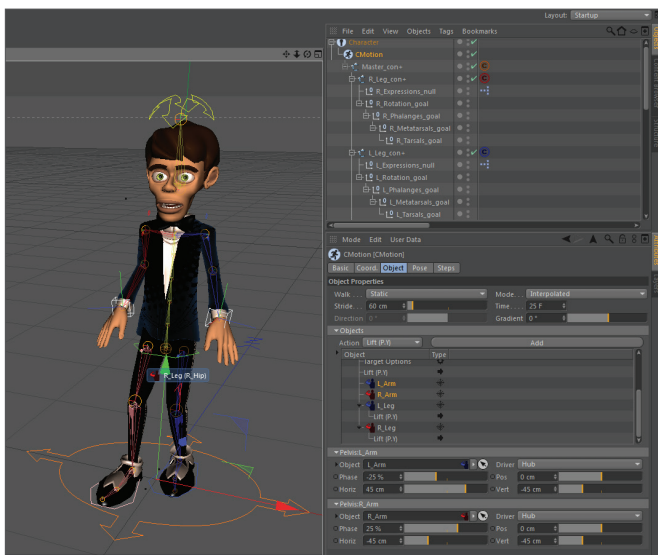 Layout: Startup
File Edit View Objects Tags Bookmarks
Character
CMotion
Master_con+
R_Leg_con+
R_Expressions_null
R_Rotation_goal
R_Phalanges_goal
R_Metatarsals_goal
R_Tarsals_goal
L_Leg_con+
L_Expressions_null
L_Rotation_goal
L_Phalanges_goal
L_Metatarsals_goal
L_Tarsals_goal
R_Leg (R_Hip)
Mode Edit User Data
CMotion [CMotion]
Basic Coord. Object Pose Steps
Object Properties
Walk . . . Static Mode . . Interpolated
Stride. . . 60 cm Time . . . 25 F
Direction 0 ° Gradient 0 °
Objects
Action Lift (P.Y) Add
Object Type
Target Options
Lift (P.Y)
L_Arm
R_Arm
L_Leg
Lift (P.Y)
R_Leg
Lift (P.Y)
Pelvis:L_Arm
Object L_Arm Driver Hub
Phase -25 % Pos 0 cm
Horiz 45 cm Vert -45 cm
Pelvis:R_Arm
Object R_Arm Driver Hub
Phase 25 % Pos 0 cm
Horiz -45 cm Vert -45 cm